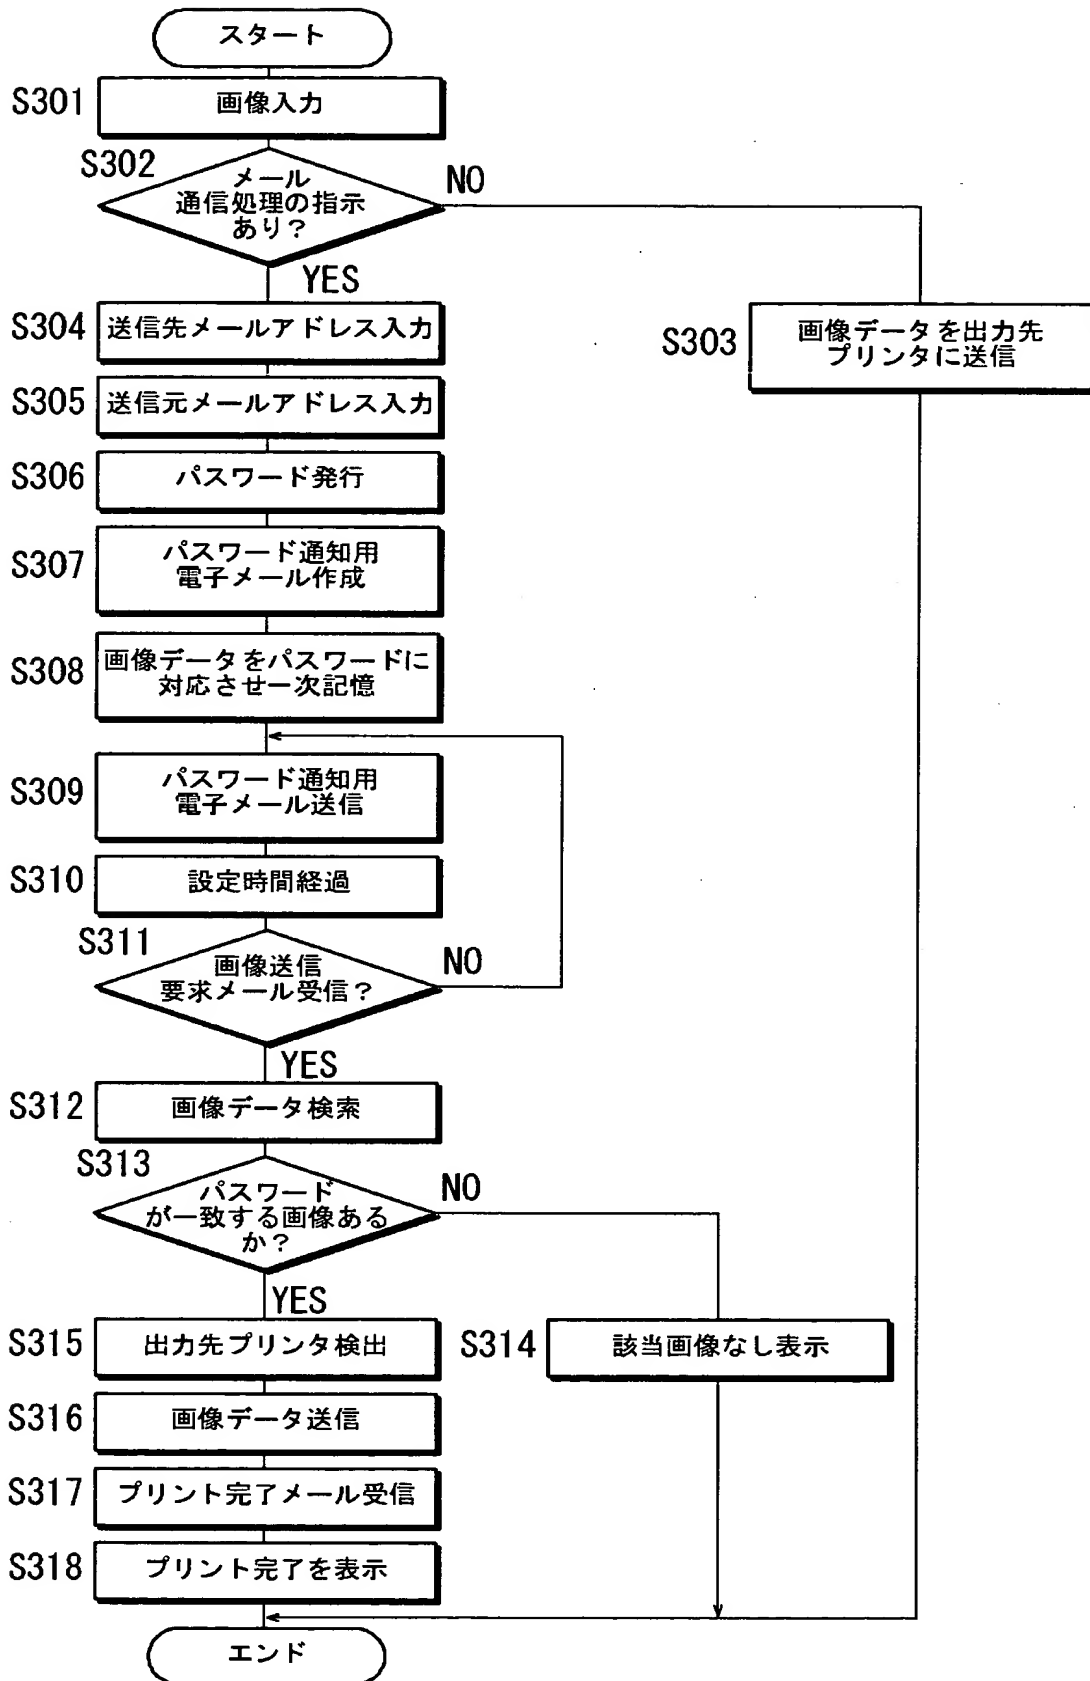 スタート
S301
画像入力
S302
メール
通信処理の指示
あり？
NO
YES
S304
送信先メールアドレス入力
S303
画像データを出力先
プリンタに送信
S305
送信元メールアドレス入力
S306
パスワード発行
S307
パスワード通知用
電子メール作成
S308
画像データをパスワードに
対応させ一次記憶
S309
パスワード通知用
電子メール送信
S310
設定時間経過
S311
画像送信
要求メール受信？
NO
YES
S312
画像データ検索
S313
パスワード
が一致する画像ある
か？
NO
YES
S315
出力先プリンタ検出
S314
該当画像なし表示
S316
画像データ送信
S317
プリント完了メール受信
S318
プリント完了を表示
エンド